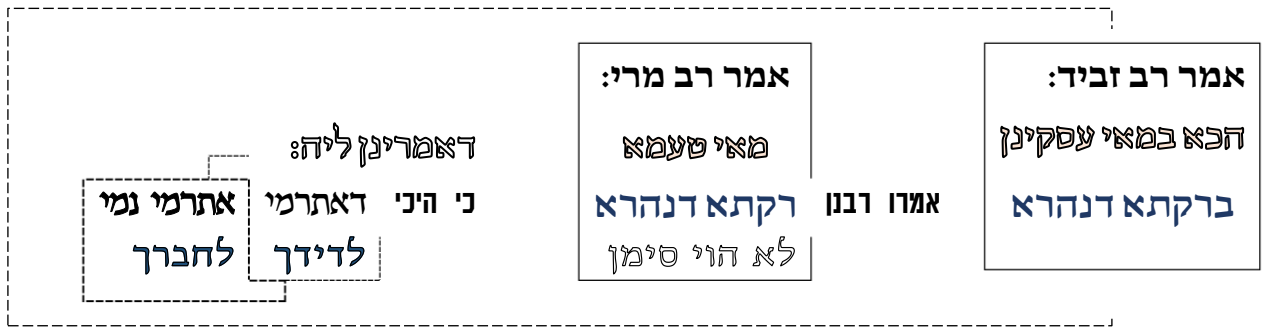 אמר רב זביד:
הכא במאי עסקינן
ברקתא דנהרא
אמר רב מרי:
מאי טעמא
אמרו רבנן
רקתא דנהרא
לא הוי סימן
דאמרינן ליה:
כי היכי
דאתרמי
לדידך
אתרמי נמי
לחברך